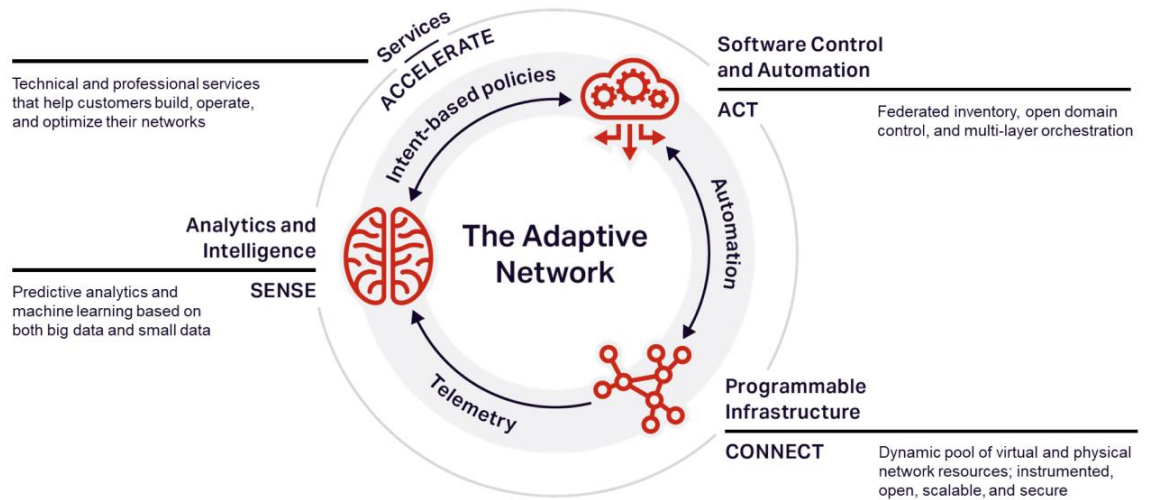 Services
ACCELERATE
Technical and professional services
that help customers build, operate,
and optimize their networks
Intent-based policies
Software Control
and Automation
ACT
Federated inventory, open domain
control, and multi-layer orchestration
Automation
Analytics and
Intelligence
SENSE
Predictive analytics and
machine learning based on
both big data and small data
The Adaptive
Network
Telemetry
Programmable
Infrastructure
CONNECT
Dynamic pool of virtual and physical
network resources; instrumented,
open, scalable, and secure